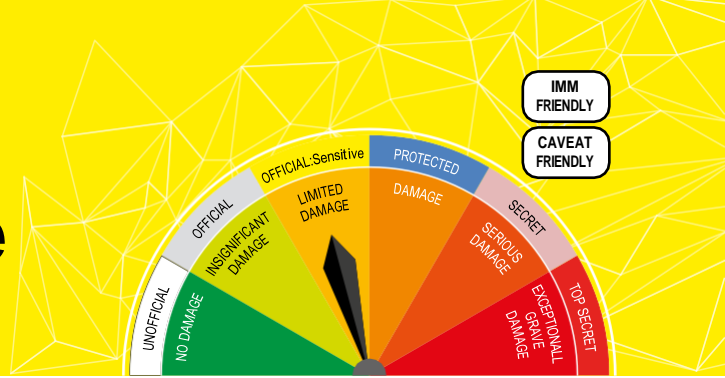 IMM
FRIENDLY
CAVEAT
FRIENDLY
UNOFFICIAL
OFFICIAL
OFFICIAL:Sensitive
PROTECTED
SECRET
TOP SECRET
NO DAMAGE
INSIGNIFICANT
DAMAGE
LIMITED
DAMAGE
DAMAGE
SERIOUS
DAMAGE
EXCEPTIONALL
GRAVE
DAMAGE